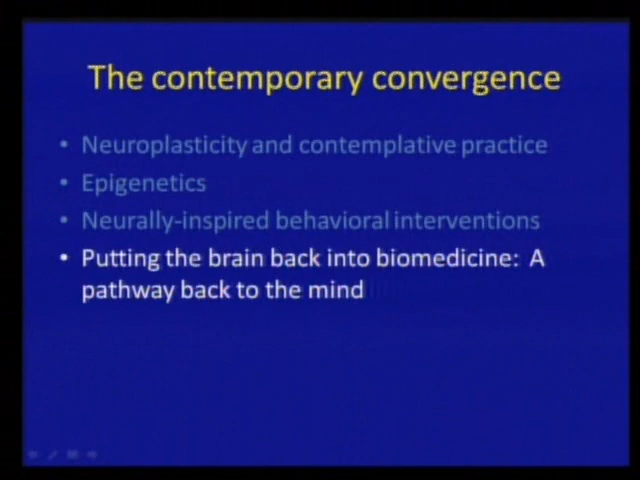 The contemporary convergence
• Neuroplasticity and contemplative practice
• Epigenetics
• Neurally-inspired behavioral interventions
• Putting the brain back into biomedicine: A
pathway back to the mind